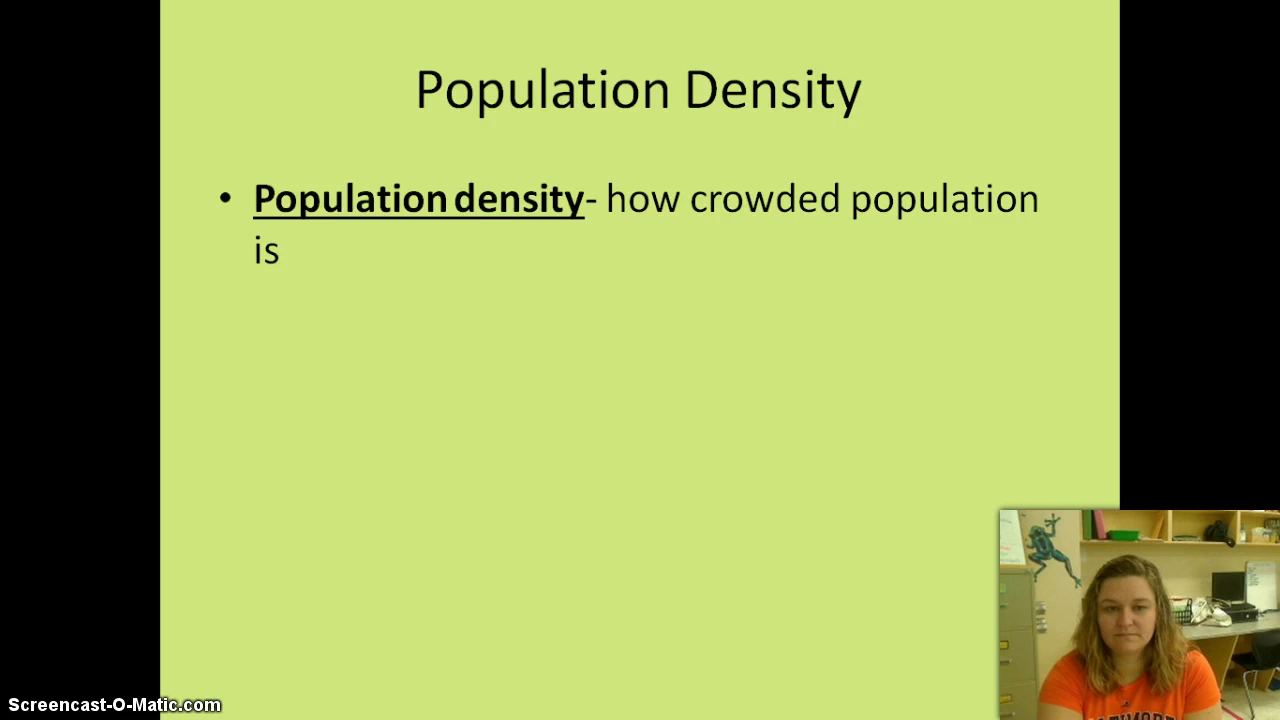 Population Density
• Population density- how crowded population
is
Screencast-O-Matic.com